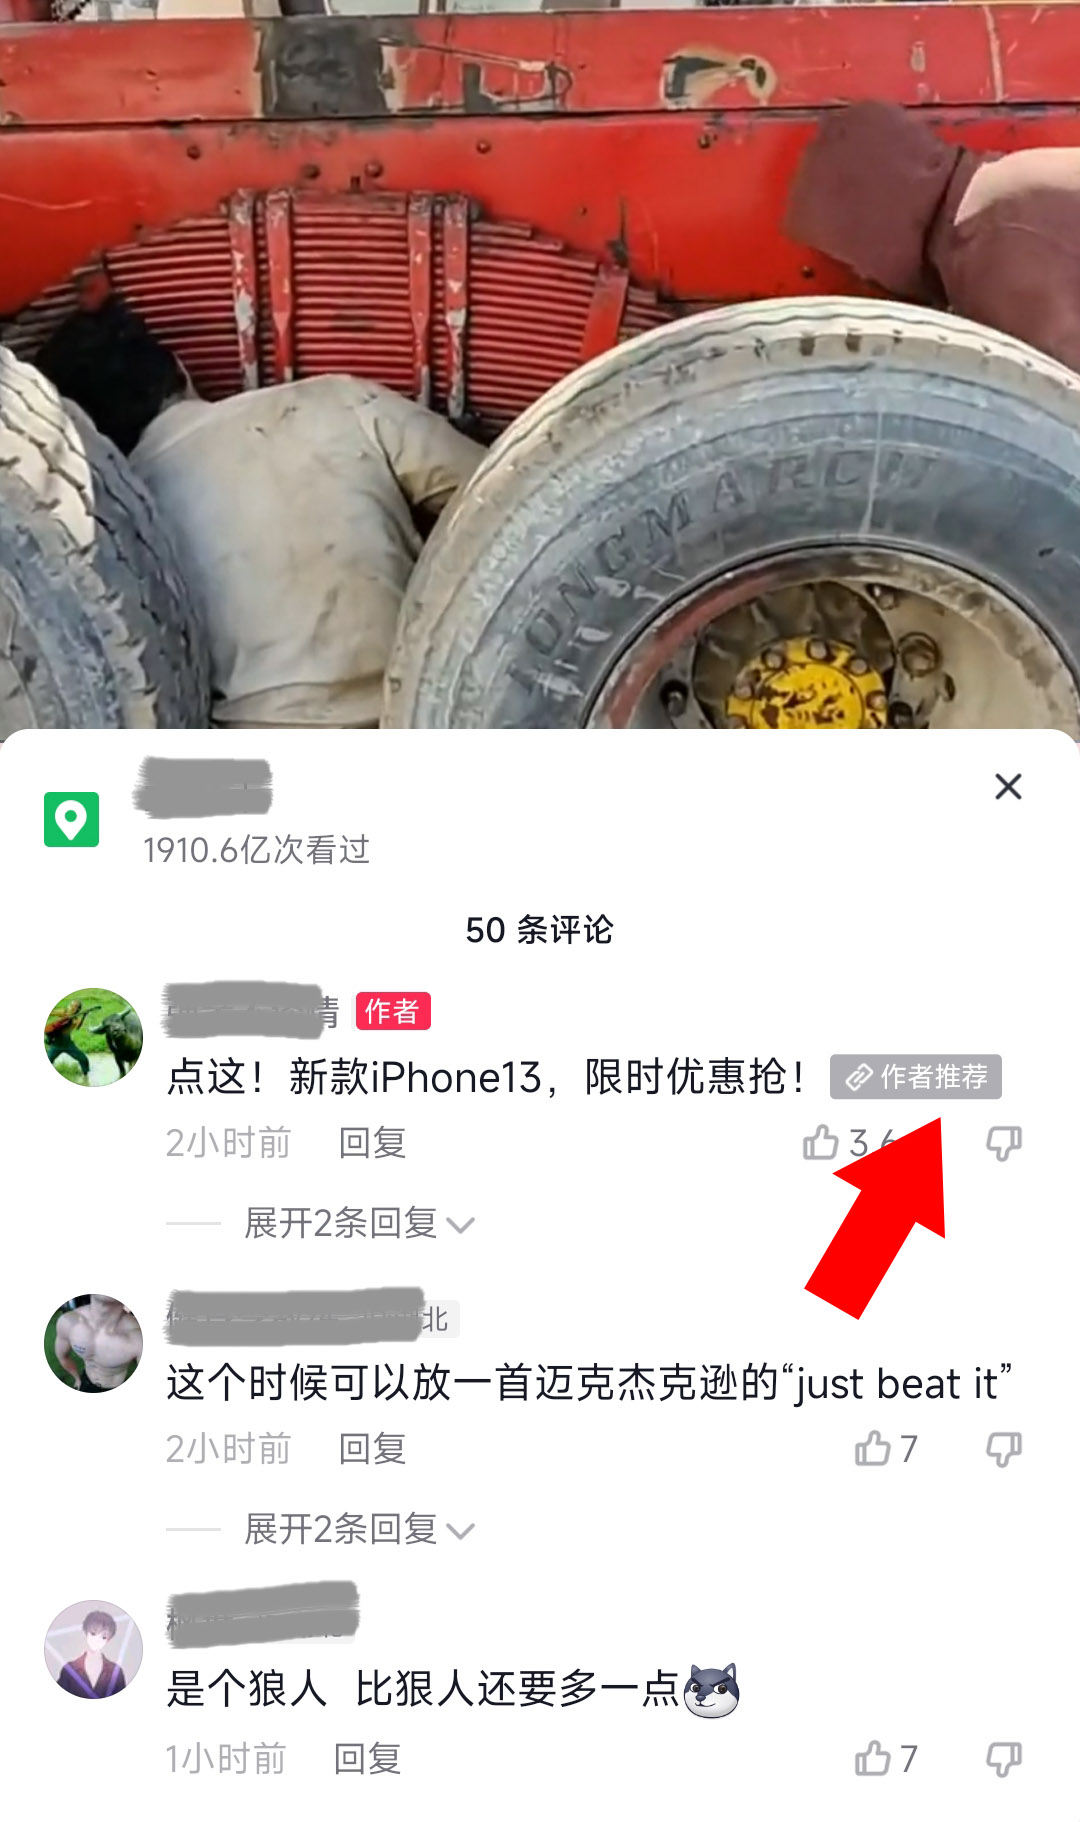 LONGMARCH
1910.6亿次看过
50 条评论
作者
点这！新款iPhone13，限时优惠抢！ 作者推荐
2小时前 回复
展开2条回复
北
这个时候可以放一首迈克杰克逊的“just beat it”
2小时前 回复 7
展开2条回复
是个狼人 比狠人还要多一点
1小时前 回复 7